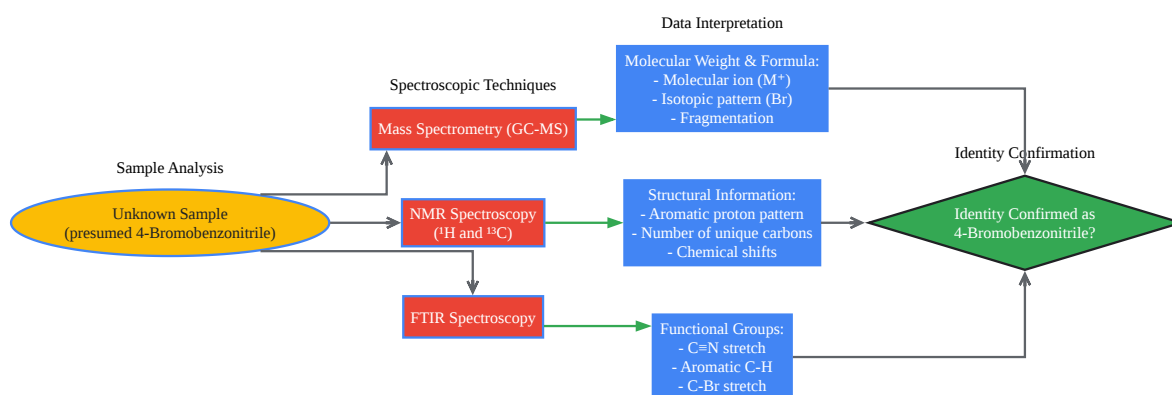 Data Interpretation
Molecular Weight & Formula:
- Molecular ion (M⁺)
- Isotopic pattern (Br)
- Fragmentation
Spectroscopic Techniques
Mass Spectrometry (GC-MS)
Sample Analysis
Unknown Sample
(presumed 4-Bromobenzonitrile)
NMR Spectroscopy
(¹H and ¹³C)
Structural Information:
- Aromatic proton pattern
- Number of unique carbons
- Chemical shifts
Identity Confirmation
Identity Confirmed as
4-Bromobenzonitrile?
FTIR Spectroscopy
Functional Groups:
- C≡N stretch
- Aromatic C-H
- C-Br stretch